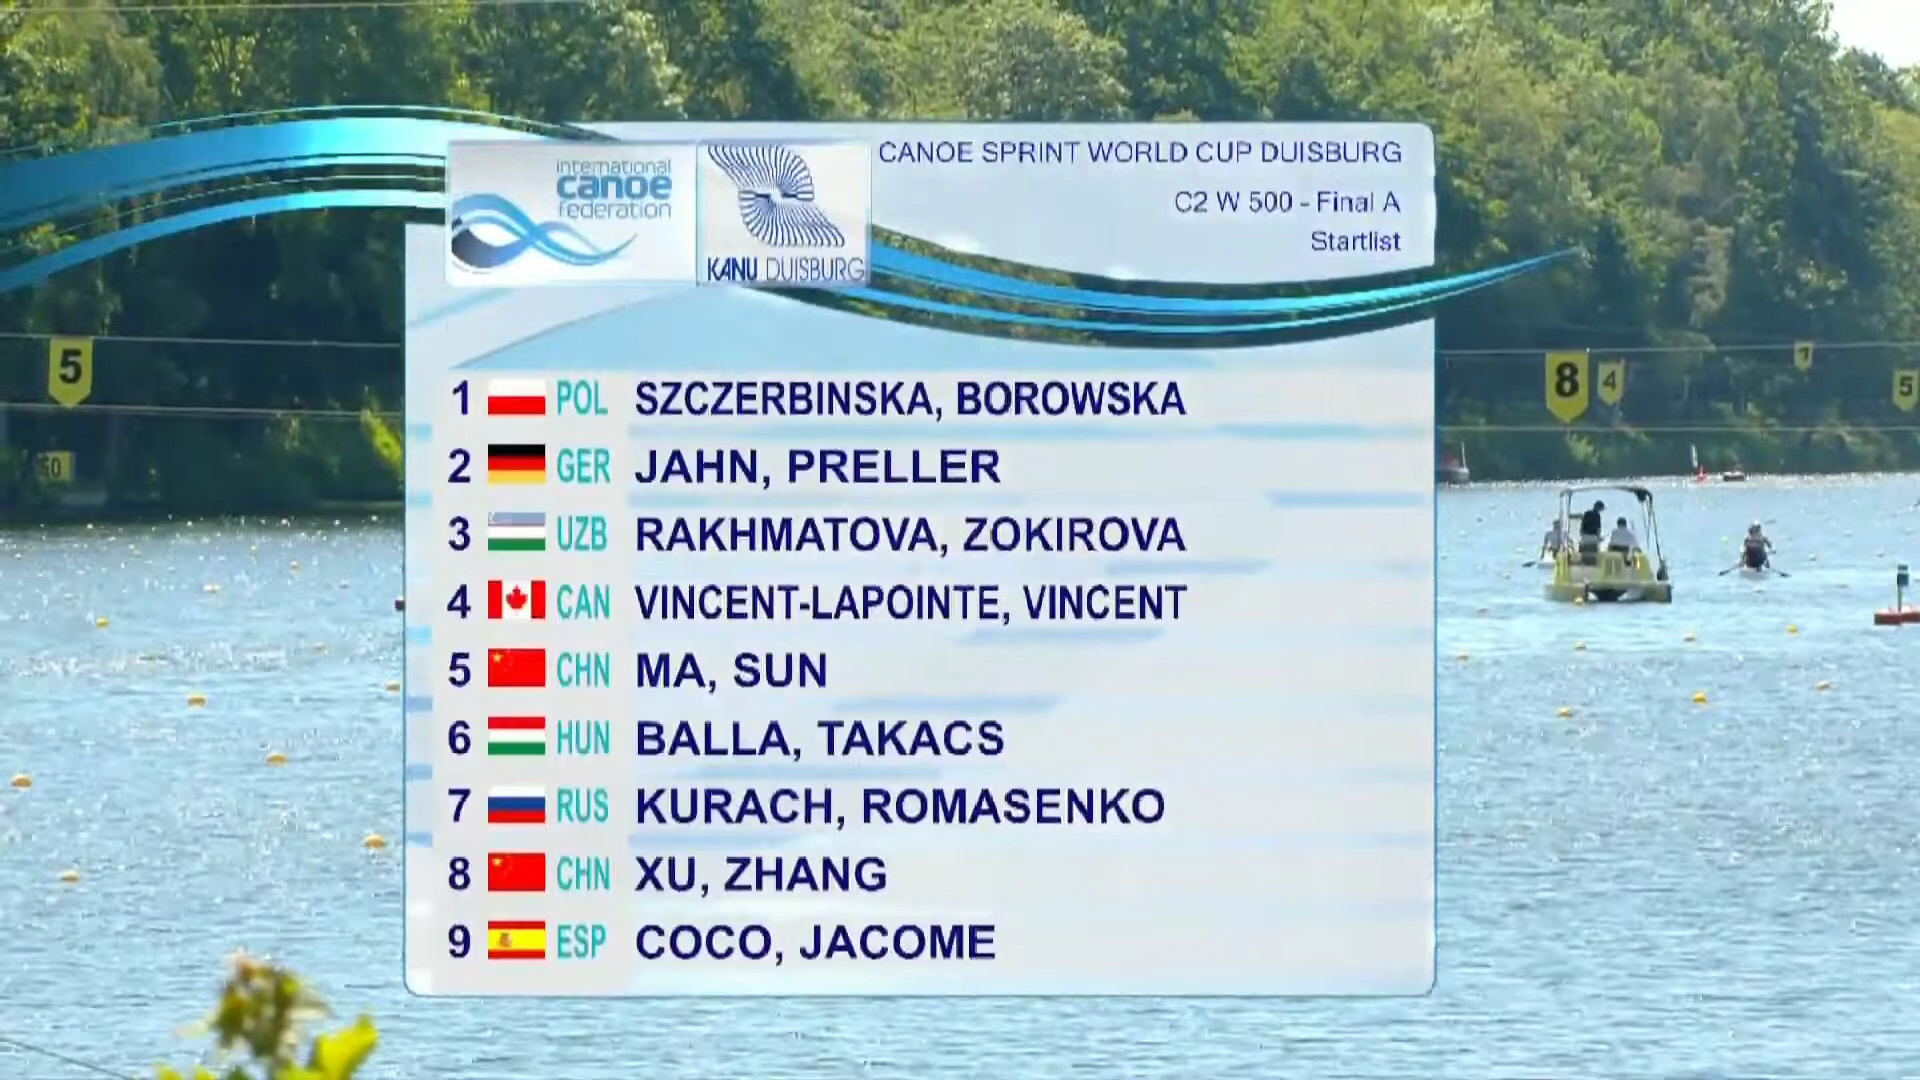 international
canoe
federation
KANU DUISBURG
CANOE SPRINT WORLD CUP DUISBURG
C2 W 500 - Final A
Startlist
1 POL SZCZERBINSKA, BOROWSKA
2 GER JAHN, PRELLER
3 UZB RAKHMATOVA, ZOKIROVA
4 CAN VINCENT-LAPOINTE, VINCENT
5 CHN MA, SUN
6 HUN BALLA, TAKACS
7 RUS KURACH, ROMASENKO
8 CHN XU, ZHANG
9 ESP COCO, JACOME
5
8
4
5